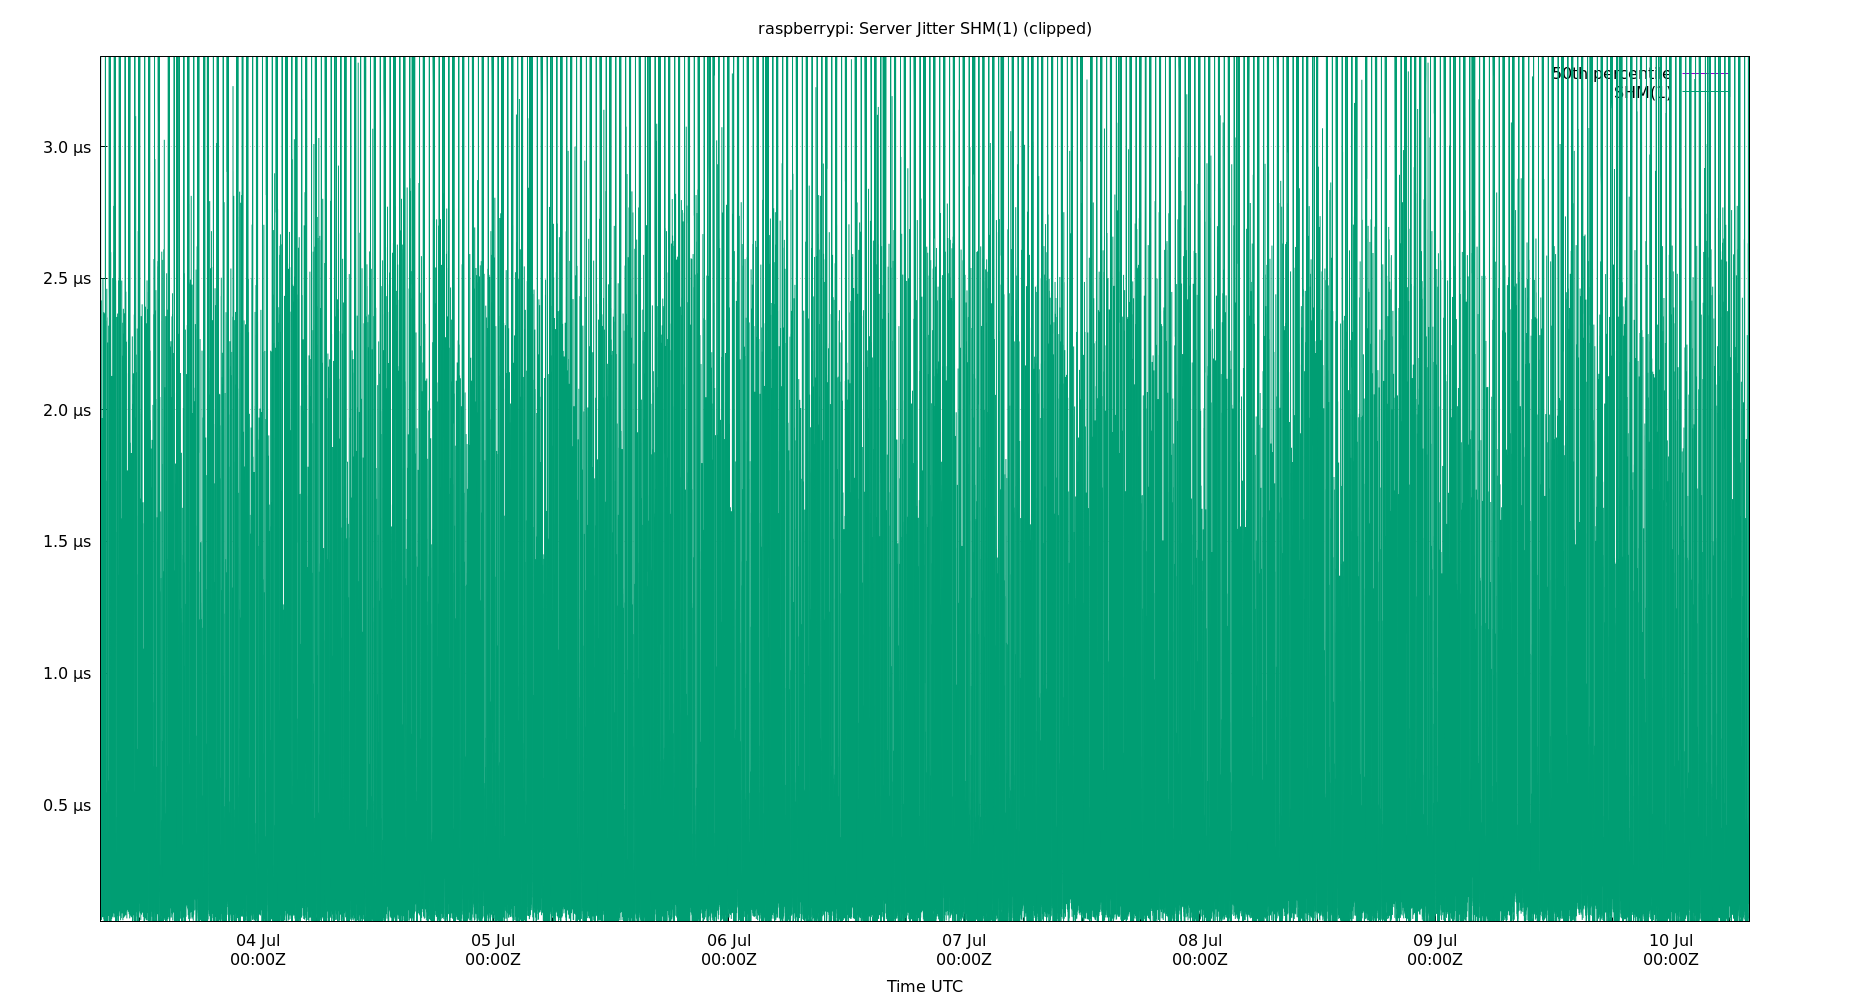 raspberrypi: Server Jitter SHM(1) (clipped)
50th percentile
SHM(1)
3.0 µs
2.5 µs
2.0 µs
1.5 µs
1.0 µs
0.5 µs
04 Jul 05 Jul 06 Jul 07 Jul 08 Jul 09 Jul 10 Jul
00:00Z 00:00Z 00:00Z 00:00Z 00:00Z 00:00Z 00:00Z
Time UTC